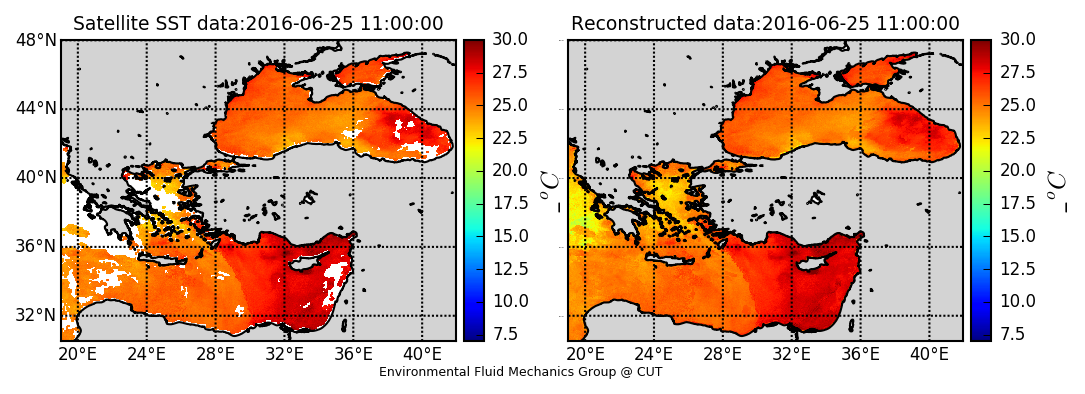 Satellite SST data:2016-06-25 11:00:00
Reconstructed data:2016-06-25 11:00:00
48°N
44°N
40°N
36°N
32°N
20°E 24°E 28°E 32°E 36°E 40°E
30.0
27.5
25.0
22.5
20.0
17.5
15.0
12.5
10.0
7.5
_°C
20°E 24°E 28°E 32°E 36°E 40°E
30.0
27.5
25.0
22.5
20.0
17.5
15.0
12.5
10.0
7.5
_°C
Environmental Fluid Mechanics Group @ CUT